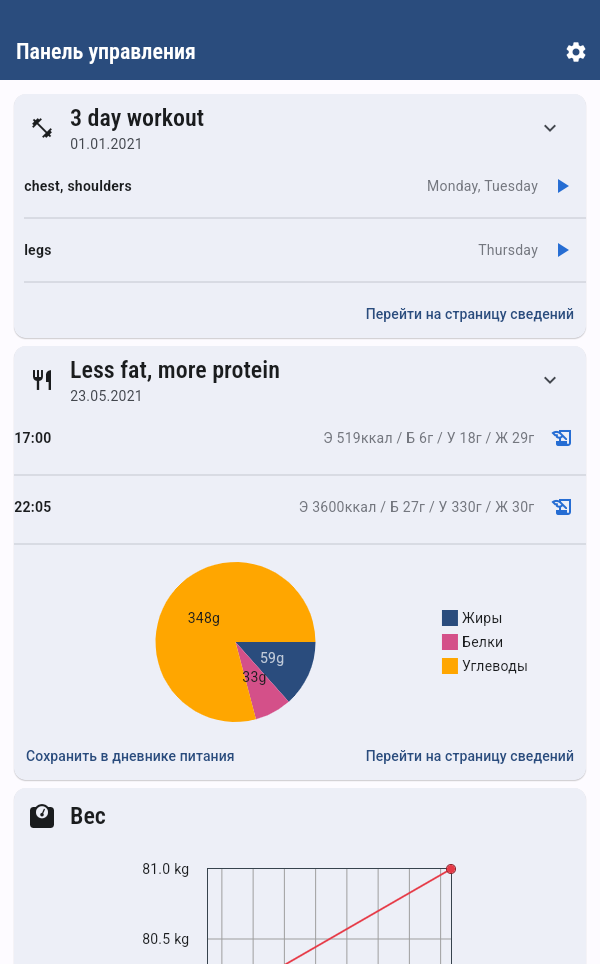 Панель управления
3 day workout
01.01.2021
chest, shoulders Monday, Tuesday
legs Thursday
Перейти на страницу сведений
Less fat, more protein
23.05.2021
17:00 Э 519ккал / Б 6г / У 18г / Ж 29г
22:05 Э 3600ккал / Б 27г / У 330г / Ж 30г
348g
59g
33g
Жиры
Белки
Углеводы
Сохранить в дневнике питания Перейти на страницу сведений
Вес
81.0 kg
80.5 kg